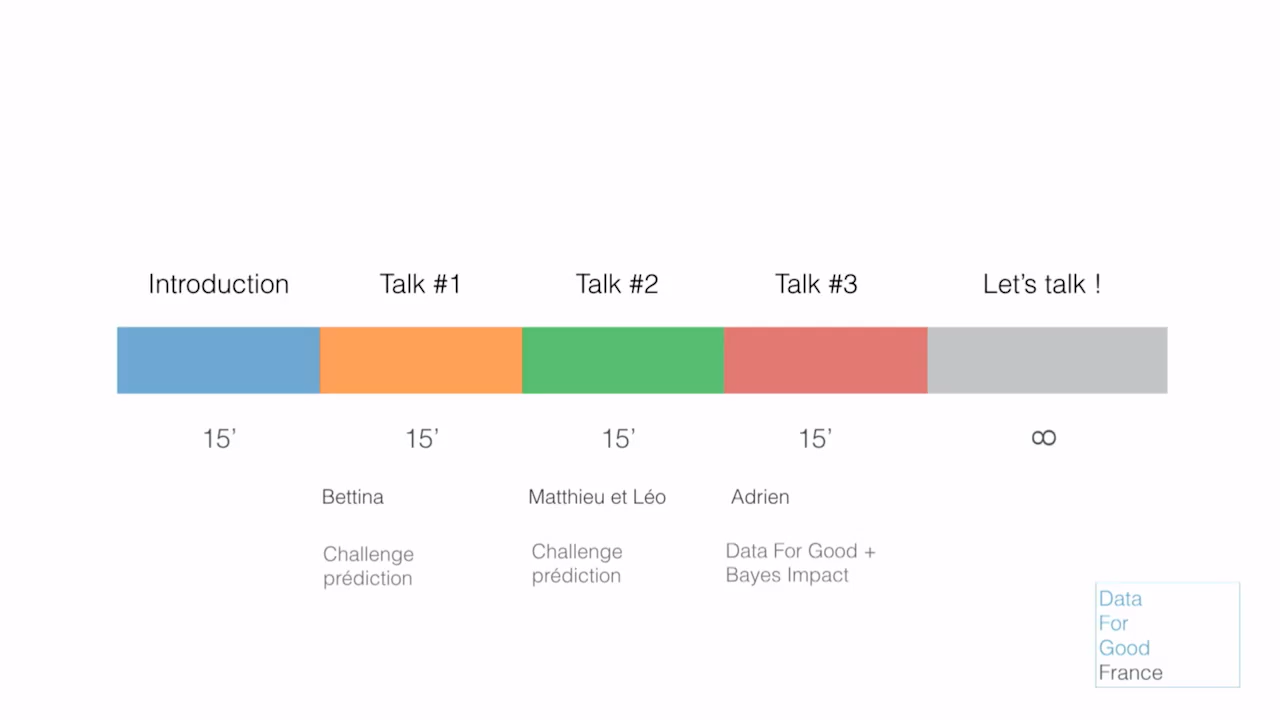 Introduction
Talk #1
Talk #2
Talk #3
Let's talk !
15'
15'
15'
15'
∞
Bettina
Matthieu et Léo
Adrien
Challenge
prédiction
Challenge
prédiction
Data For Good +
Bayes Impact
Data
For
Good
France